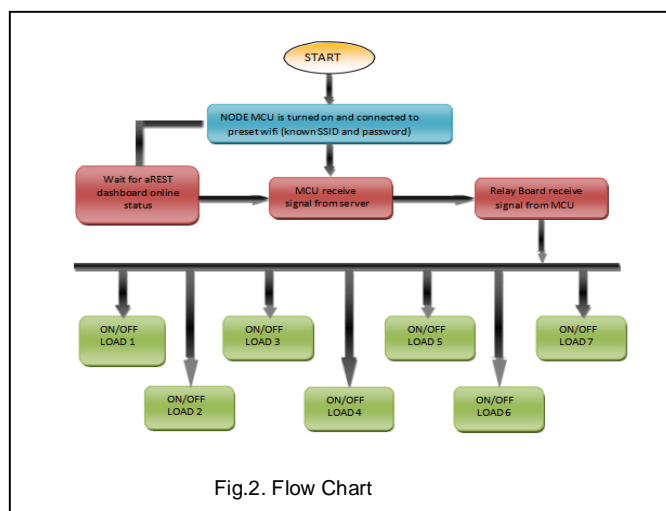 START
NODE MCU is turned on and connected to
preset wifi (known SSID and password)
Wait for aREST
dashboard online
status
MCU receive
signal from server
Relay Board receive
signal from MCU
ON/OFF
LOAD 1
ON/OFF
LOAD 3
ON/OFF
LOAD 5
ON/OFF
LOAD 7
ON/OFF
LOAD 2
ON/OFF
LOAD 4
ON/OFF
LOAD 6
Fig.2. Flow Chart